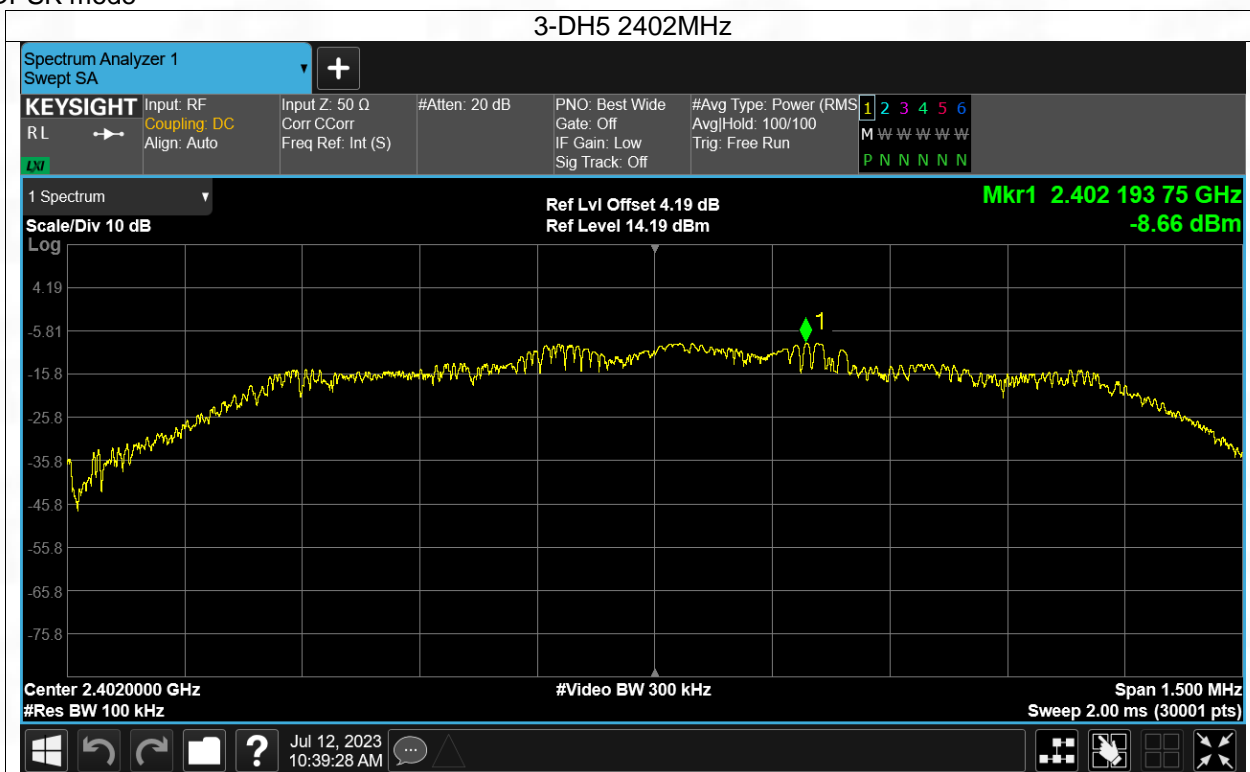 3-DH5 2402MHz
Spectrum Analyzer 1
Swept SA
KEYSIGHT
RL
LXI
Input: RF
Coupling: DC
Align: Auto
Input Z: 50 Ω
Corr CCorr
Freq Ref: Int (S)
#Atten: 20 dB
PNO: Best Wide
Gate: Off
IF Gain: Low
Sig Track: Off
#Avg Type: Power (RMS
Avg|Hold: 100/100
Trig: Free Run
1 2 3 4 5 6
M W W W W W
P N N N N N
1 Spectrum
Scale/Div 10 dB
Ref Lvl Offset 4.19 dB
Ref Level 14.19 dBm
Mkr1 2.402 193 75 GHz
-8.66 dBm
Log
4.19
-5.81
-15.8
-25.8
-35.8
-45.8
-55.8
-65.8
-75.8
1
Center 2.4020000 GHz
#Res BW 100 kHz
#Video BW 300 kHz
Span 1.500 MHz
Sweep 2.00 ms (30001 pts)
Jul 12, 2023
10:39:28 AM